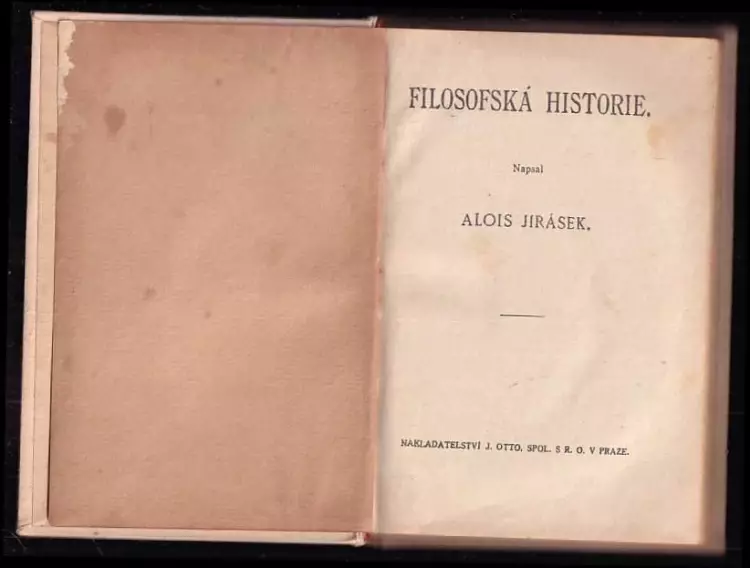 FILOSOFSKÁ HISTORIE.
Napsal
ALOIS JIRÁSEK.
NAKLADATELSTVÍ J. OTTO, SPOL. S R. O. V PRAZE.